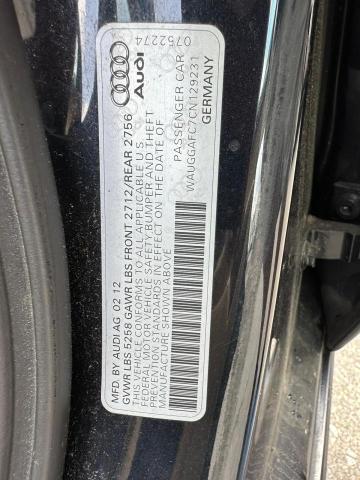 0752274
Audi
MFD BY AUDI AG 02 12
GVWR LBS 5258 GAWR LBS FRONT 2712/REAR 2756
THIS VEHICLE CONFORMS TO ALL APPLICABLE U.S.
FEDERAL MOTOR VEHICLE SAFETY, BUMPER AND THEFT
PREVENTION STANDARDS IN EFFECT ON THE DATE OF
MANUFACTURE SHOWN ABOVE
PASSENGER CAR
WAUGGAFC7CN129231
GERMANY